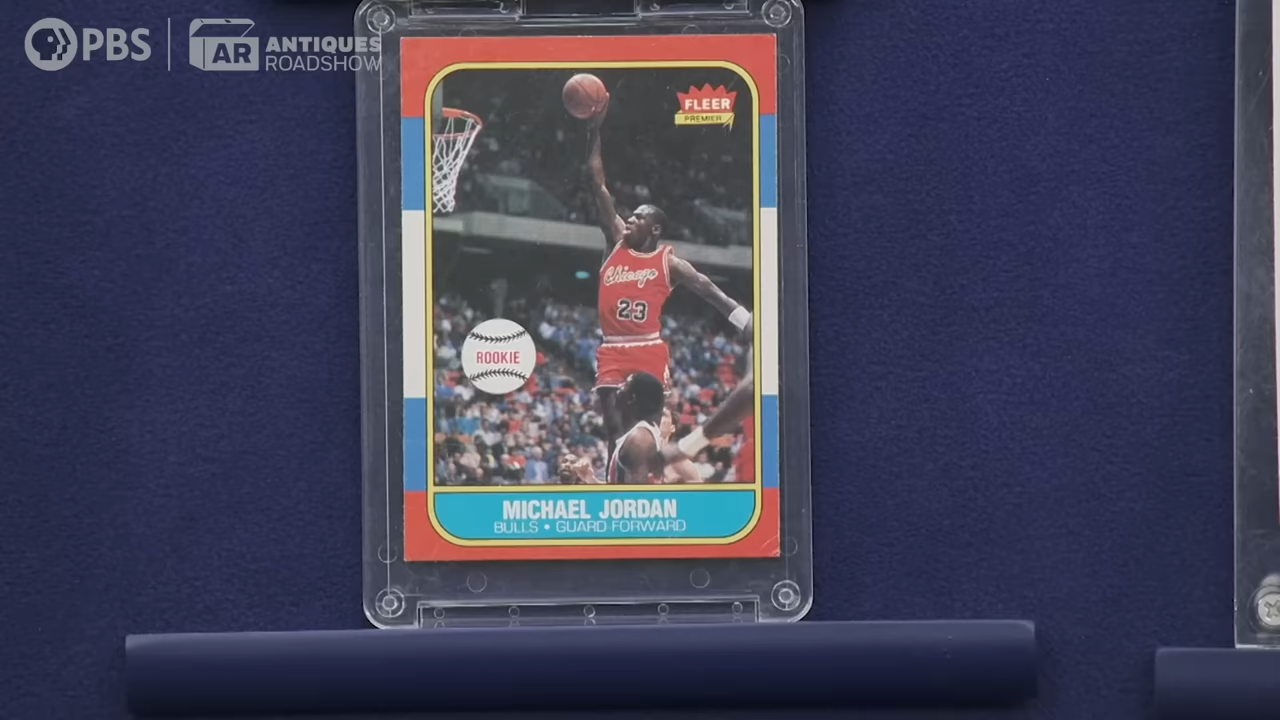 PBS
AR
ANTIQUES
ROADSHOW
FLEER
PREMIER
Chicago
23
ROOKIE
MICHAEL JORDAN
BULLS • GUARD-FORWARD